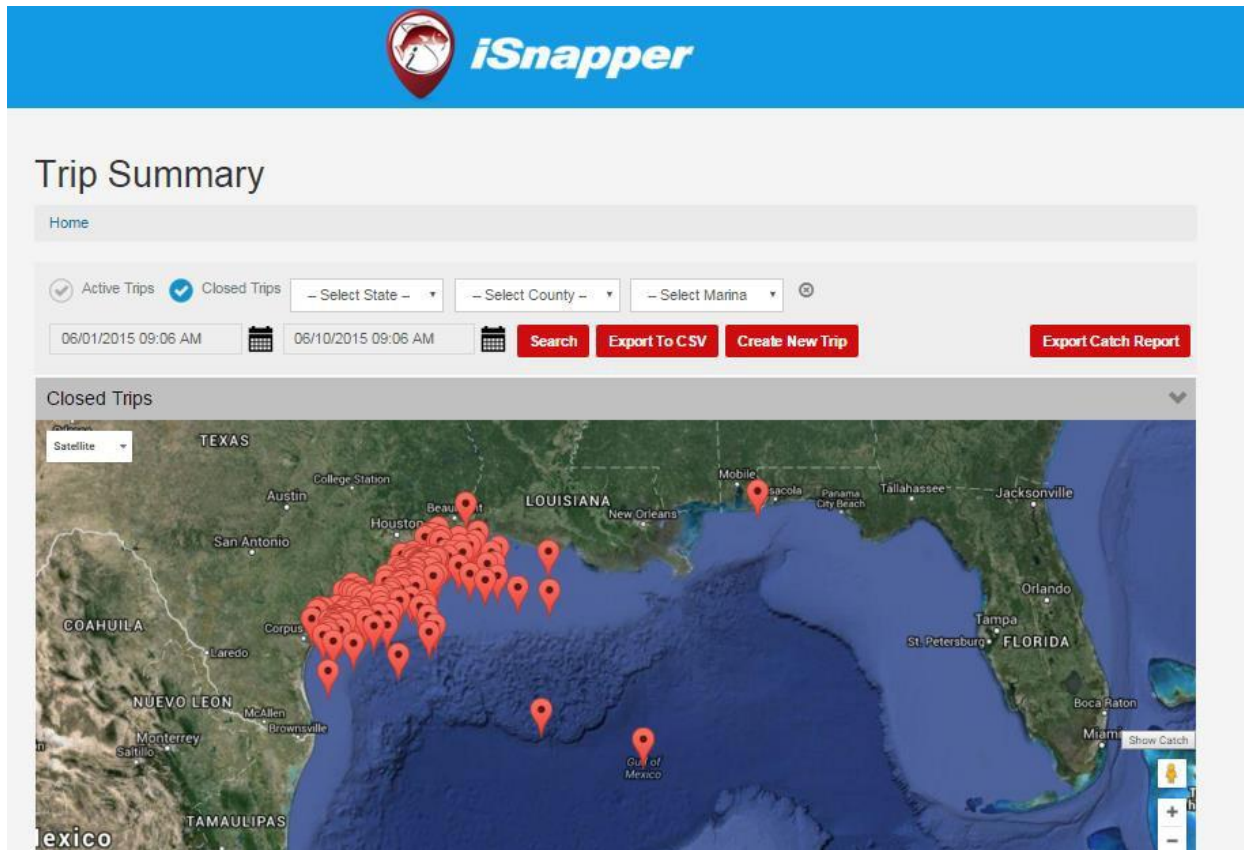 iSnapper
Trip Summary
Home
Active Trips
Closed Trips
-- Select State --
-- Select County --
-- Select Marina
06/01/2015 09:06 AM
06/10/2015 09:06 AM
Search
Export To CSV
Create New Trip
Export Catch Report
Closed Trips
Satellite
TEXAS
College Station
Austin
Houston
San Antonio
LOUISIANA
New Orleans
Mobile
Panama
City Beach
Tallahassee
Jacksonville
Orlando
Tampa
St. Petersburg
FLORIDA
COAHUILA
Corpus
Laredo
NUEVO LEON
McAllen
Brownsville
Monterrey
Saltillo
Boca Raton
Miami
Show Catch
Gulf of
Mexico
TAMAULIPAS
+
−